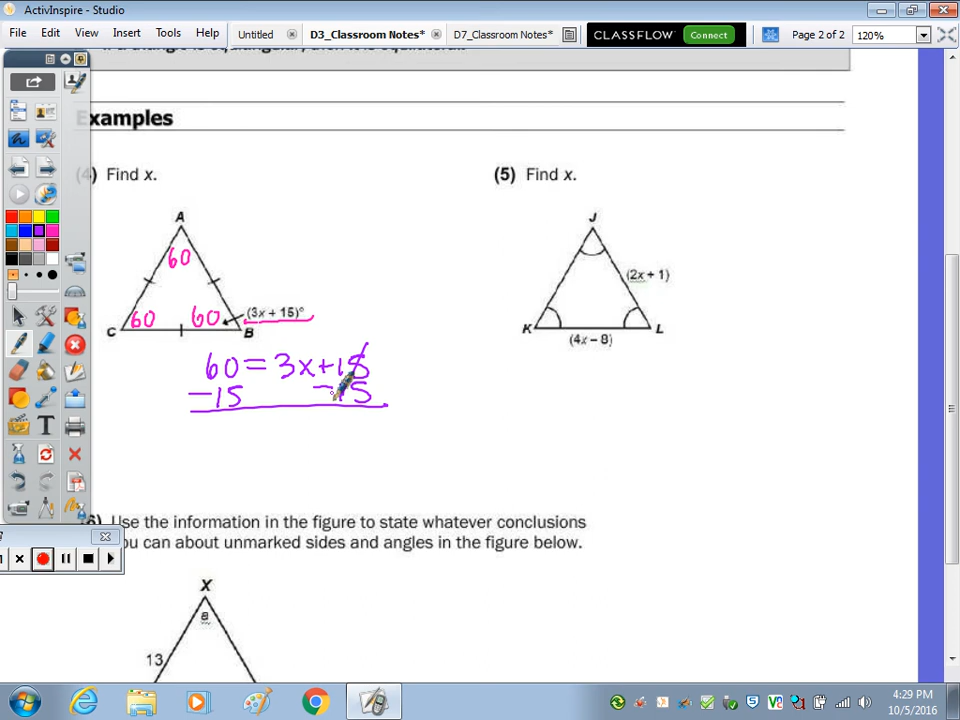 ActivInspire - Studio
File Edit View Insert Tools Help Untitled D3_Classroom Notes* D7_Classroom Notes* CLASSFLOW Connect Page 2 of 2 120%
Examples
(4) Find x.
(5) Find x.
A
60
C 60 60 B
(3x + 15)°
J
(2x + 1)
K L
(4x – 8)
60 = 3x + 15
– 15 – 15
(6) Use the information in the figure to state whatever conclusions
you can about unmarked sides and angles in the figure below.
X
a
13
4:29 PM
10/5/2016